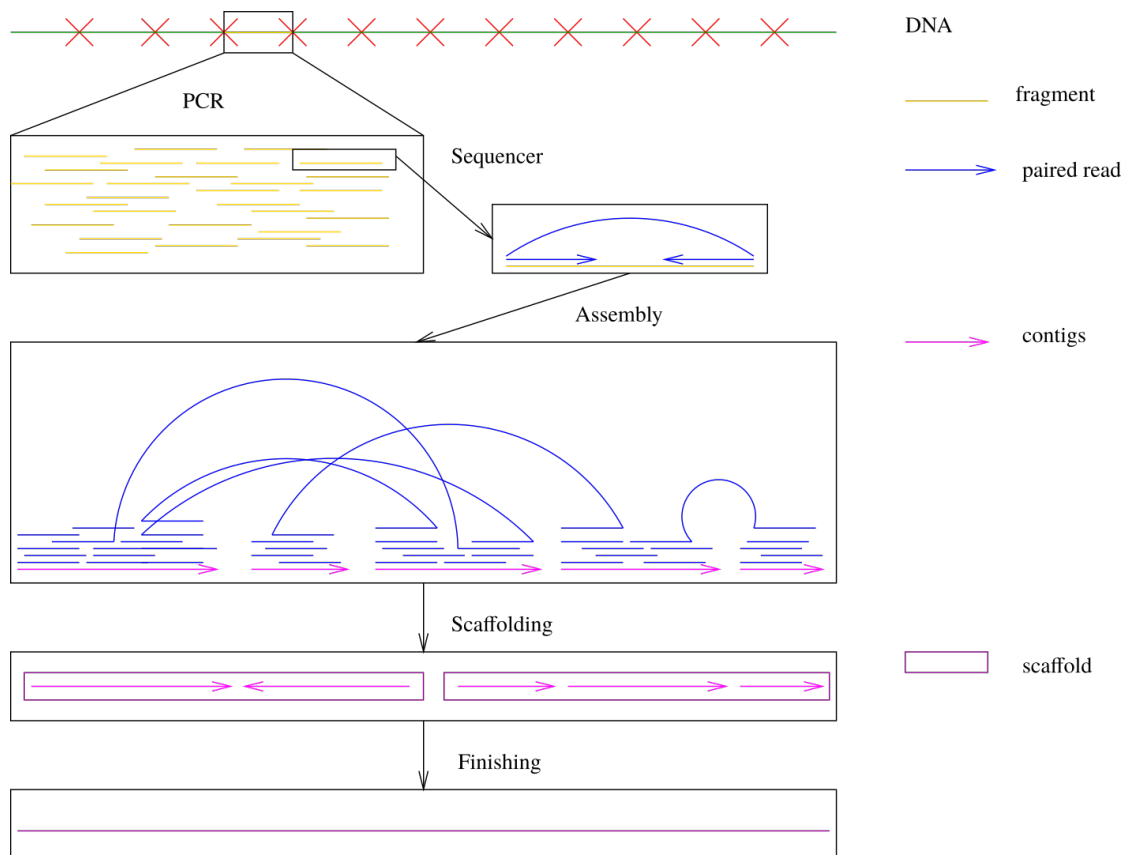 DNA
PCR
fragment
Sequencer
paired read
Assembly
contigs
Scaffolding
scaffold
Finishing